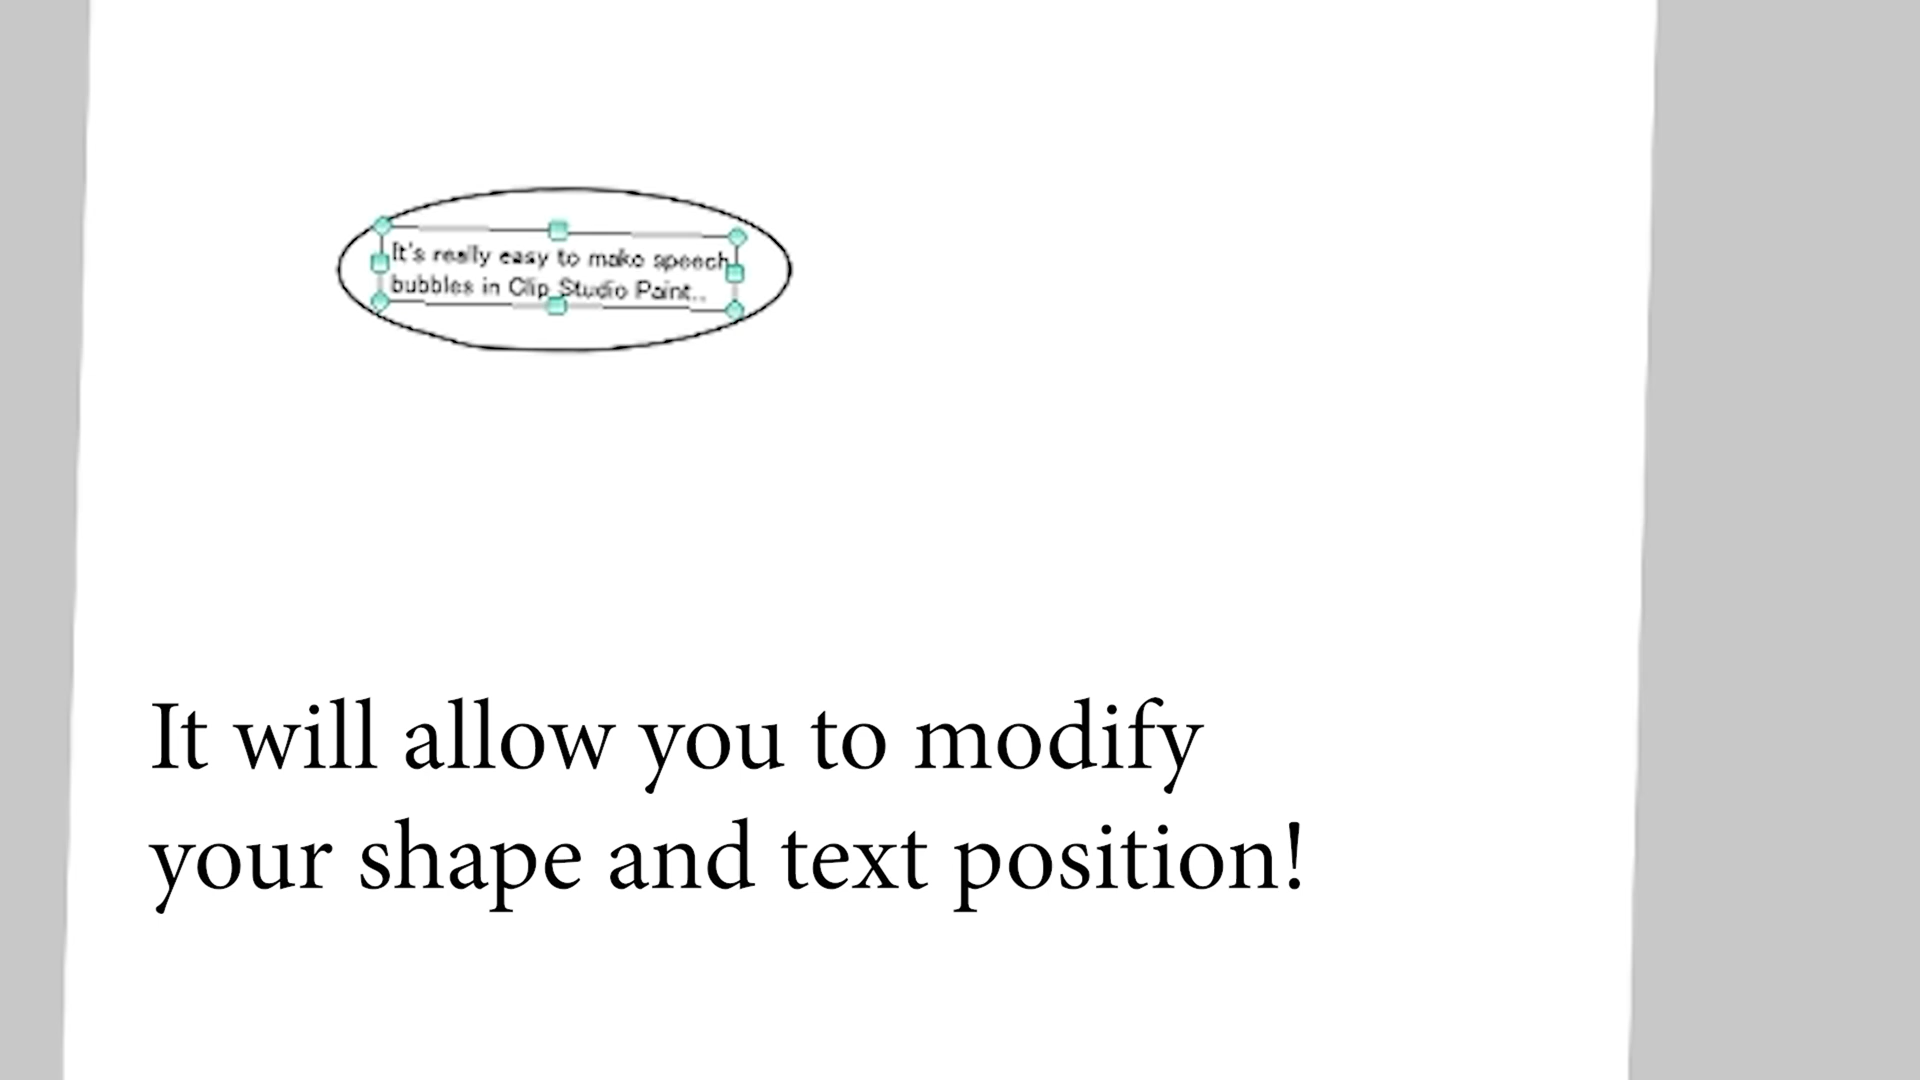 It's really easy to make speech
bubbles in Clip Studio Paint..
It will allow you to modify
your shape and text position!